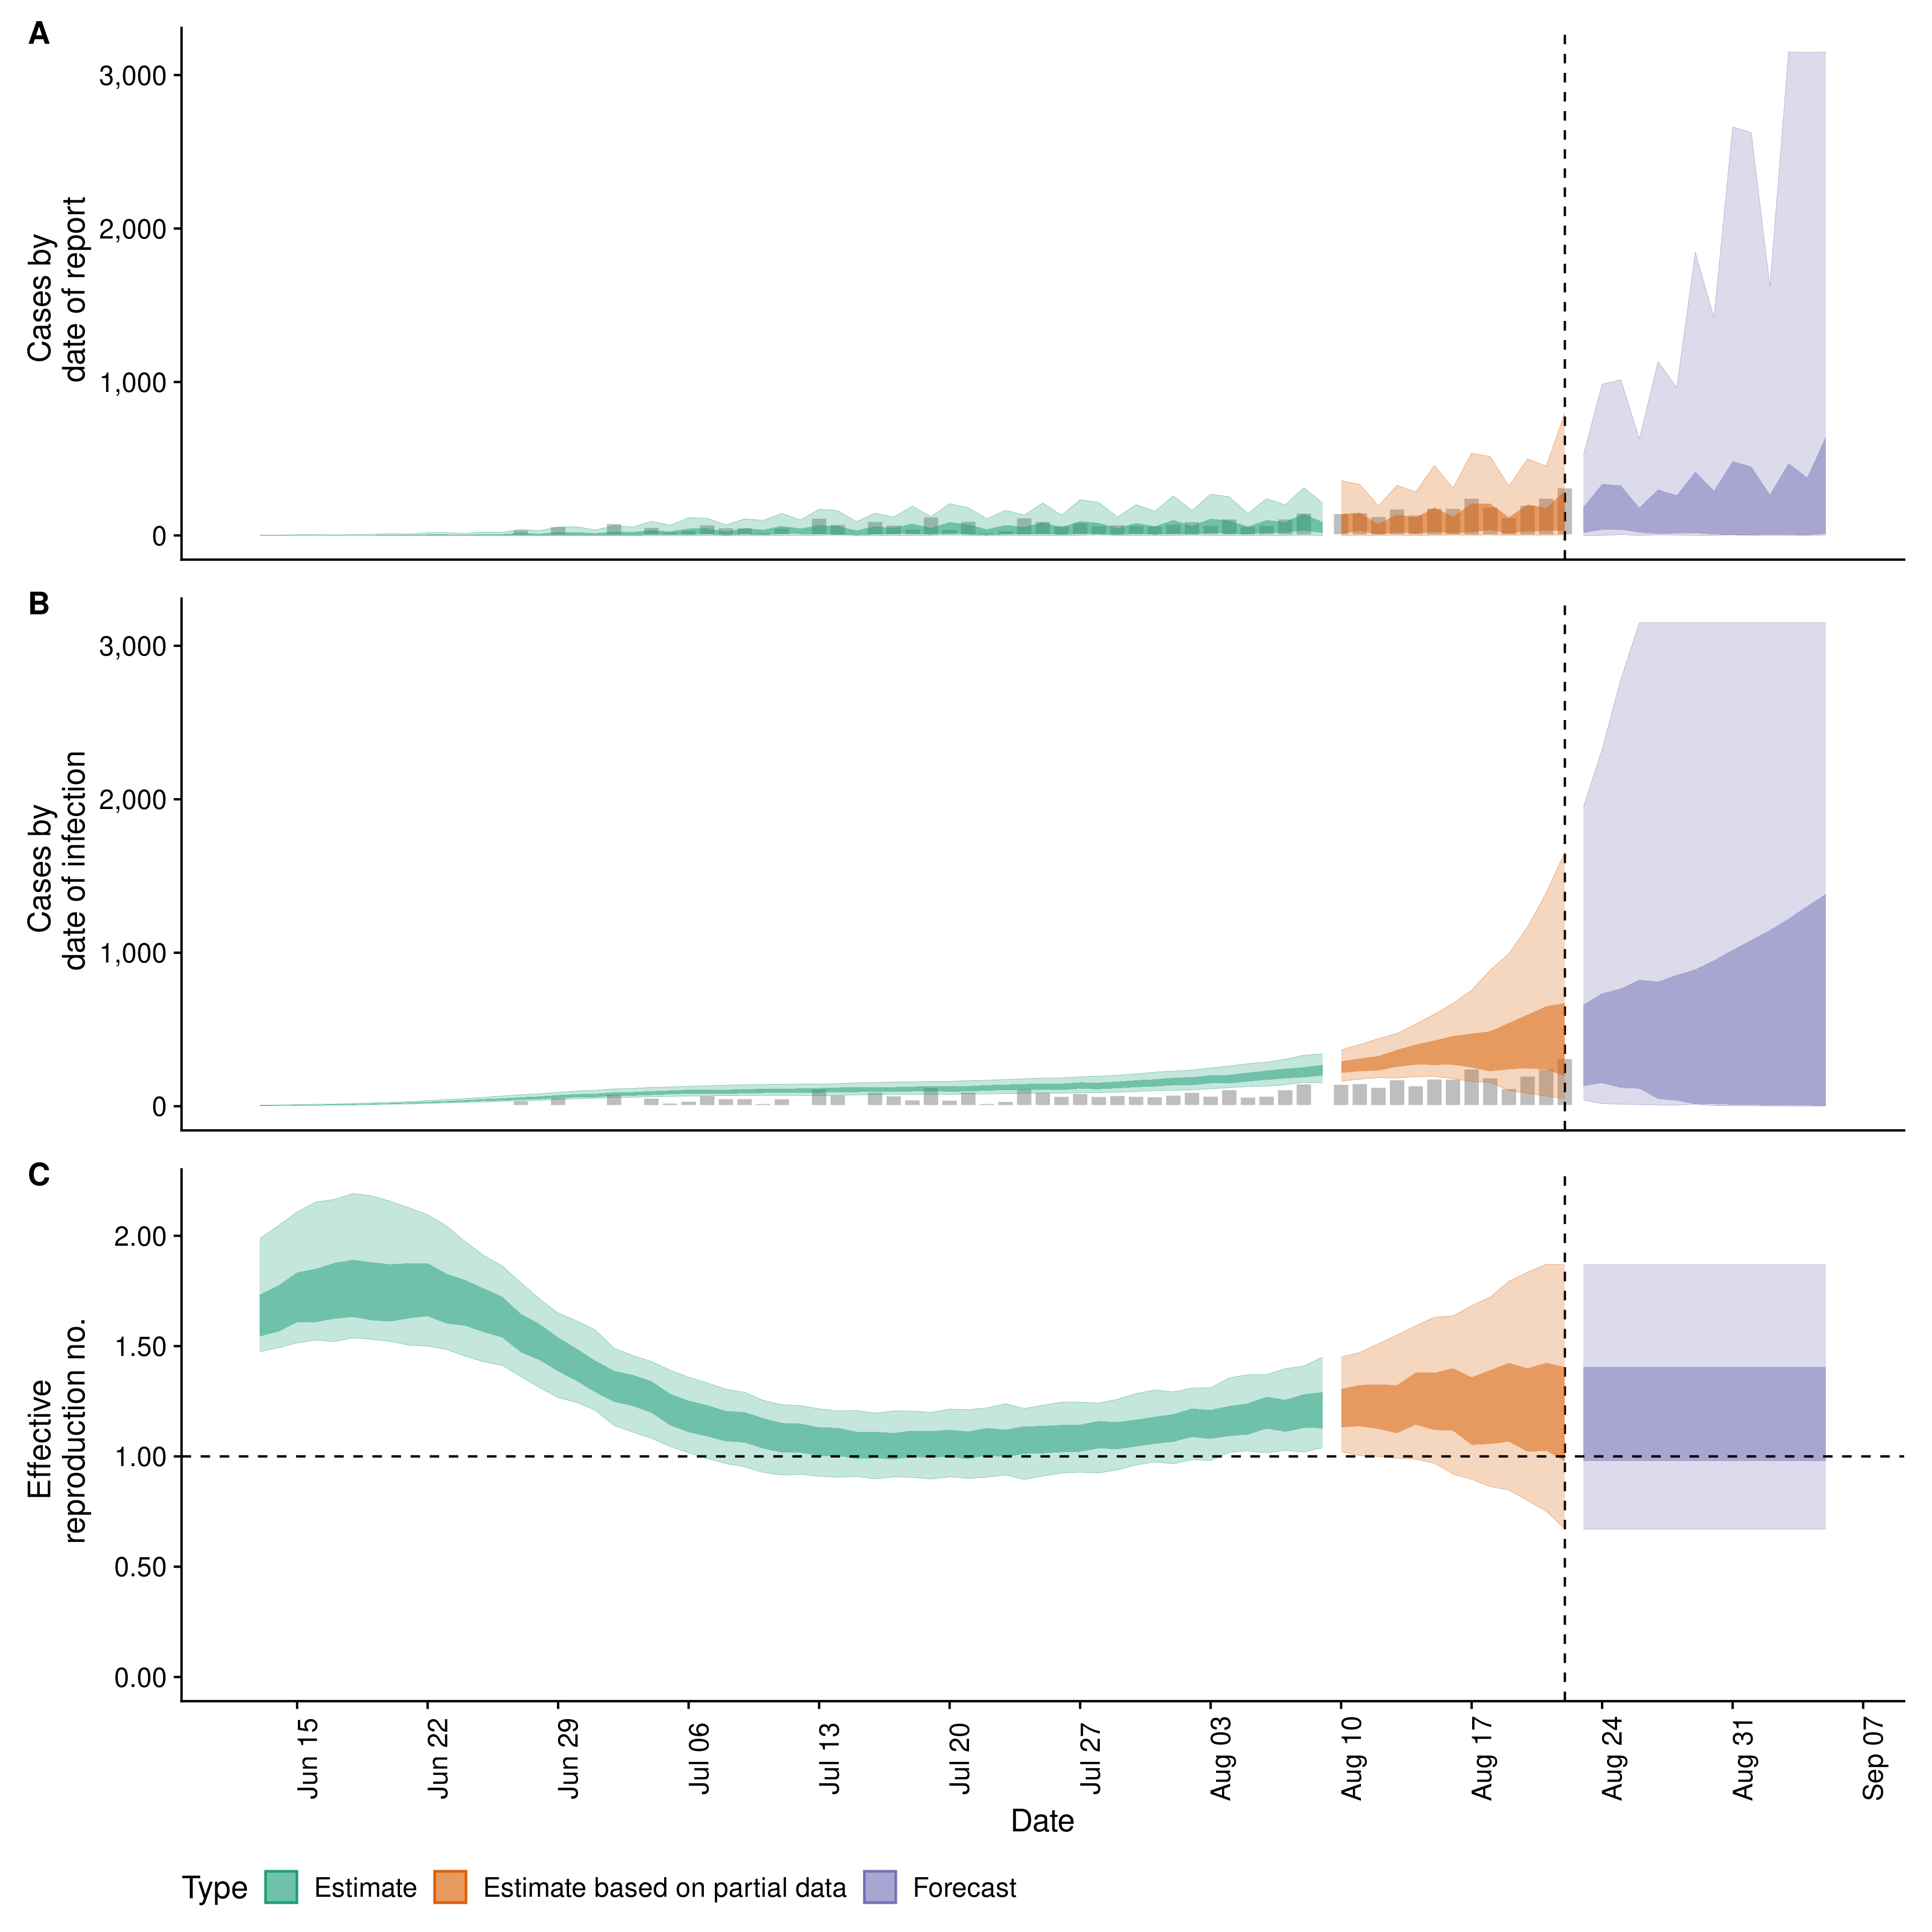 A
Cases by
date of report
3,000
2,000
1,000
0
B
Cases by
date of infection
3,000
2,000
1,000
0
C
Effective
reproduction no.
2.00
1.50
1.00
0.50
0.00
Jun 15
Jun 22
Jun 29
Jul 06
Jul 13
Jul 20
Jul 27
Aug 03
Aug 10
Aug 17
Aug 24
Aug 31
Sep 07
Date
Type Estimate Estimate based on partial data Forecast